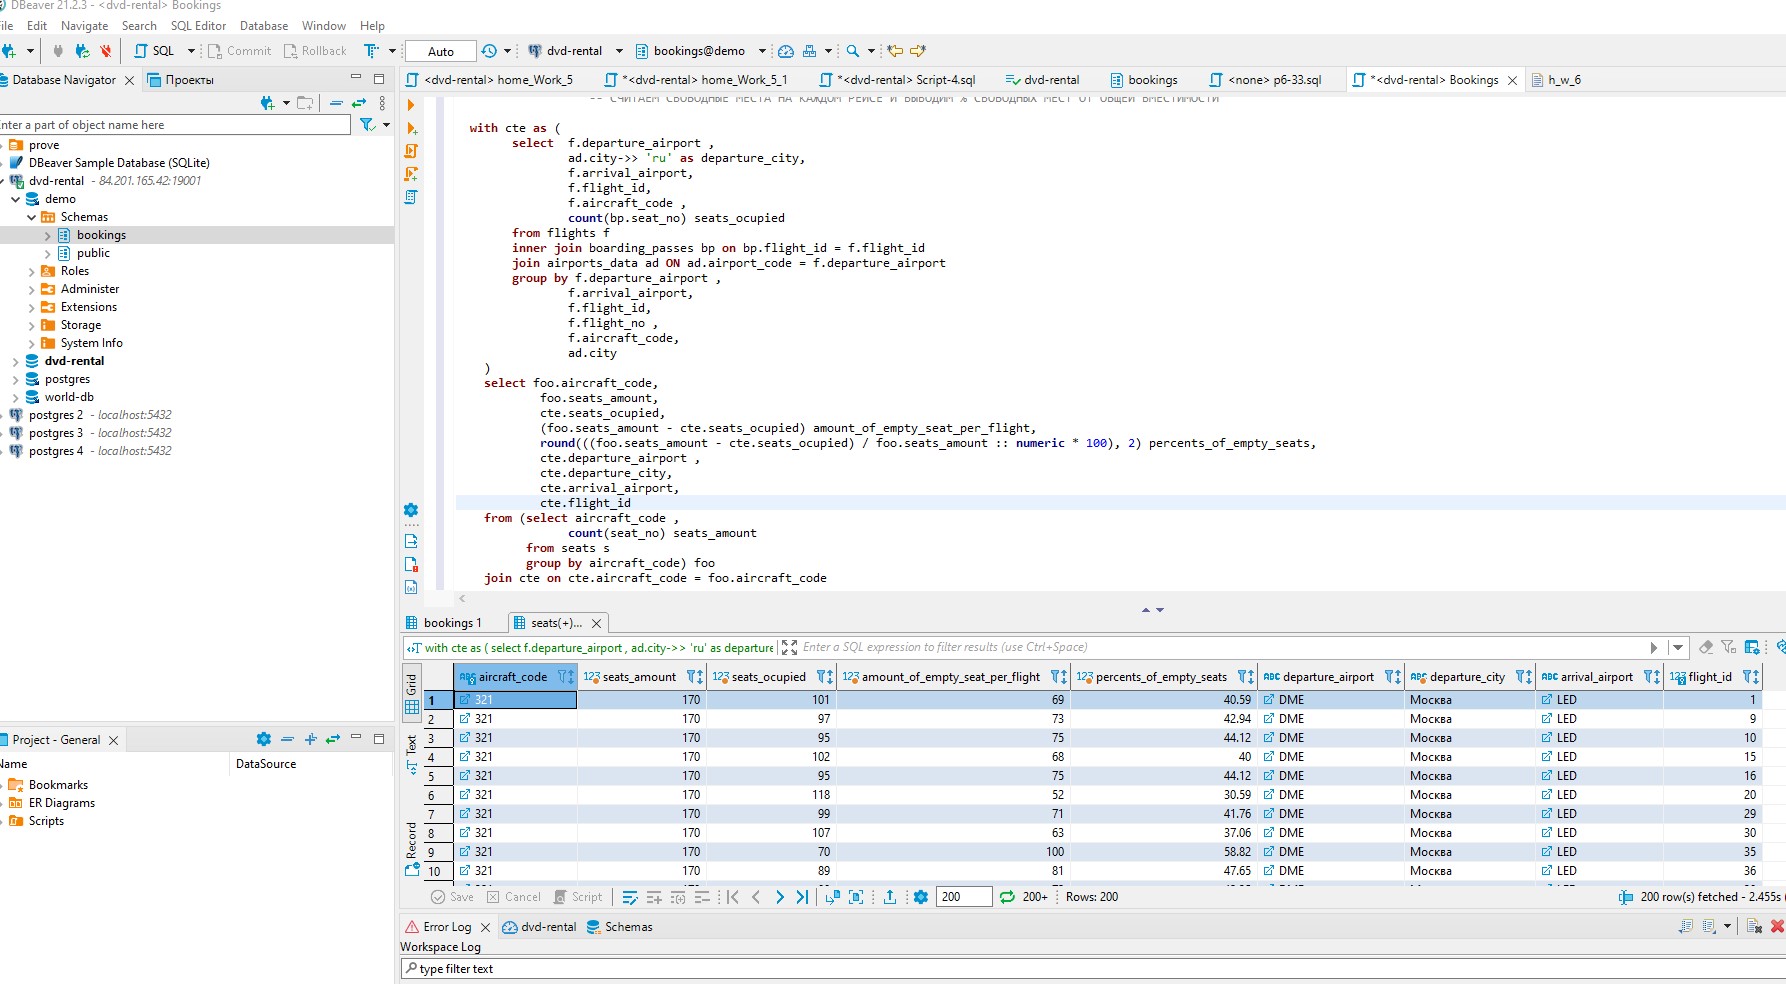 DBeaver 21.2.3 - <dvd-rental> Bookings
File Edit Navigate Search SQL Editor Database Window Help
SQL Commit Rollback Auto dvd-rental bookings@demo
Database Navigator Проекты
Enter a part of object name here
prove
DBeaver Sample Database (SQLite)
dvd-rental - 84.201.165.42:19001
demo
Schemas
bookings
public
Roles
Administer
Extensions
Storage
System Info
dvd-rental
postgres
world-db
postgres 2 - localhost:5432
postgres 3 - localhost:5432
postgres 4 - localhost:5432
Project - General
Name DataSource
Bookmarks
ER Diagrams
Scripts
<dvd-rental> home_Work_5 *<dvd-rental> home_Work_5_1 *<dvd-rental> Script-4.sql dvd-rental bookings <none> p6-33.sql *<dvd-rental> Bookings h_w_6
-- СЧИТАЕМ СВОБОДНЫЕ МЕСТА НА КАЖДОМ РЕЙСЕ И ВЫВОДИМ % СВОБОДНЫХ МЕСТ ОТ ОБЩЕЙ ВМЕСТИМОСТИ
with cte as (
select f.departure_airport ,
ad.city->> 'ru' as departure_city,
f.arrival_airport,
f.flight_id,
f.aircraft_code ,
count(bp.seat_no) seats_ocupied
from flights f
inner join boarding_passes bp on bp.flight_id = f.flight_id
join airports_data ad ON ad.airport_code = f.departure_airport
group by f.departure_airport ,
f.arrival_airport,
f.flight_id,
f.flight_no ,
f.aircraft_code,
ad.city
)
select foo.aircraft_code,
foo.seats_amount,
cte.seats_ocupied,
(foo.seats_amount - cte.seats_ocupied) amount_of_empty_seat_per_flight,
round(((foo.seats_amount - cte.seats_ocupied) / foo.seats_amount :: numeric * 100), 2) percents_of_empty_seats,
cte.departure_airport ,
cte.departure_city,
cte.arrival_airport,
cte.flight_id
from (select aircraft_code ,
count(seat_no) seats_amount
from seats s
group by aircraft_code) foo
join cte on cte.aircraft_code = foo.aircraft_code
bookings 1 seats(+)...
with cte as ( select f.departure_airport , ad.city->> 'ru' as departure Enter a SQL expression to filter results (use Ctrl+Space)
Grid
Text
Record
ABC aircraft_code 123 seats_amount 123 seats_ocupied 123 amount_of_empty_seat_per_flight 123 percents_of_empty_seats ABC departure_airport ABC departure_city ABC arrival_airport 123 flight_id
1 321 170 101 69 40.59 DME Москва LED 1
2 321 170 97 73 42.94 DME Москва LED 9
3 321 170 95 75 44.12 DME Москва LED 10
4 321 170 102 68 40 DME Москва LED 15
5 321 170 95 75 44.12 DME Москва LED 16
6 321 170 118 52 30.59 DME Москва LED 20
7 321 170 99 71 41.76 DME Москва LED 29
8 321 170 107 63 37.06 DME Москва LED 30
9 321 170 70 100 58.82 DME Москва LED 35
10 321 170 89 81 47.65 DME Москва LED 36
Save Cancel Script 200 200+ Rows: 200 200 row(s) fetched - 2.455s
Error Log dvd-rental Schemas
Workspace Log
type filter text